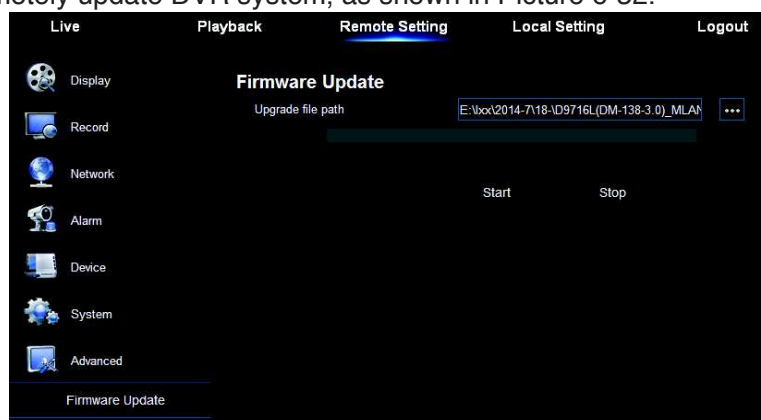 remotely update DVR system, as shown in Picture 6-52.
Live Playback Remote Setting Local Setting Logout
Display
Firmware Update
Upgrade file path E:\lxx\2014-7\18-\D9716L(DM-138-3.0)_MLAN ...
Record
Network
Start Stop
Alarm
Device
System
Advanced
Firmware Update